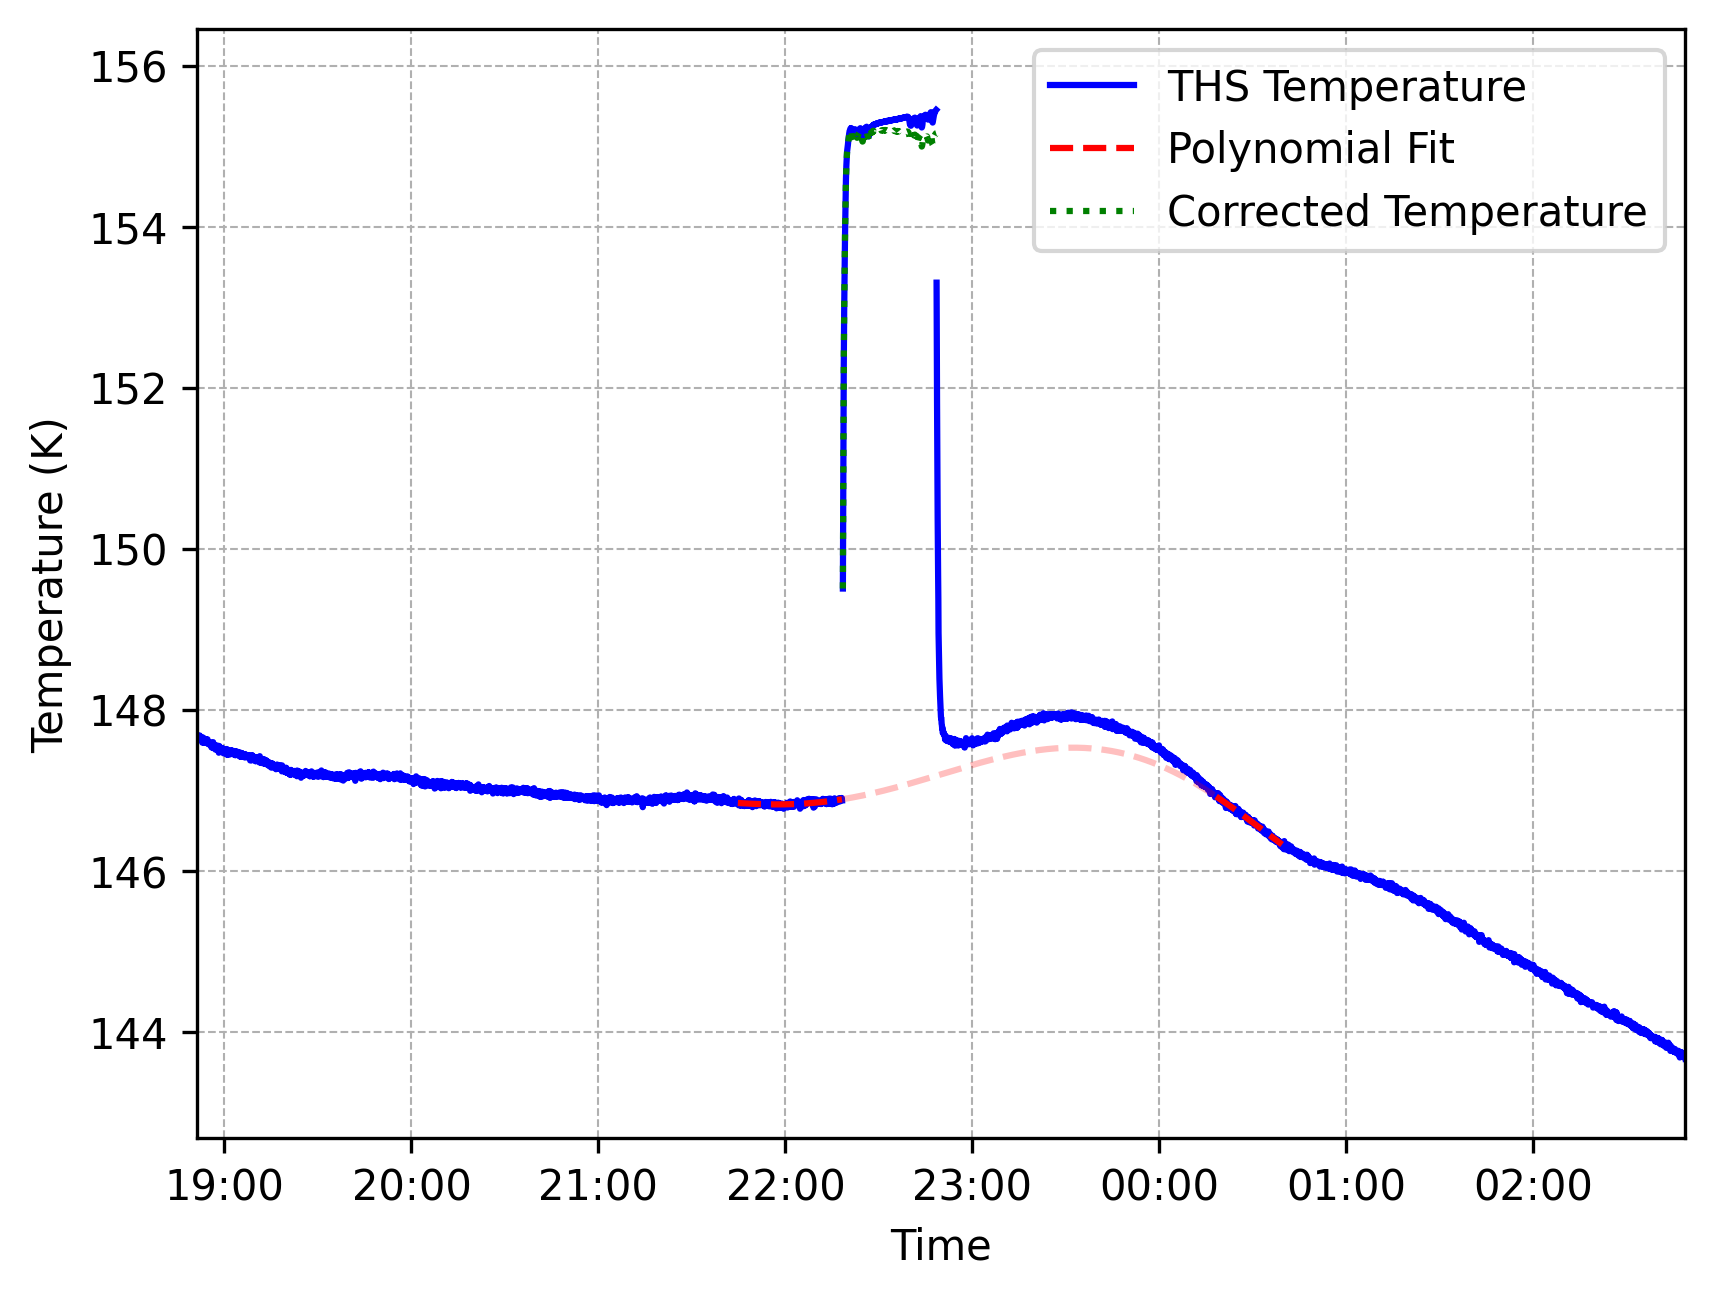 156
154
152
150
148
146
144
Temperature (K)
THS Temperature
Polynomial Fit
Corrected Temperature
19:00 20:00 21:00 22:00 23:00 00:00 01:00 02:00
Time